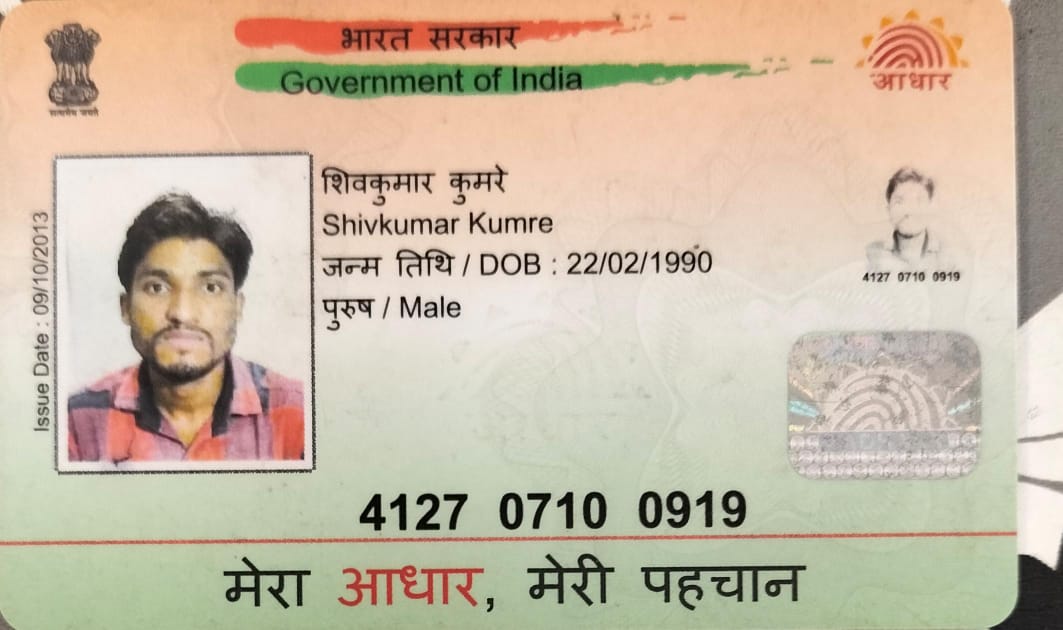 भारत सरकार
Government of India
सत्यमेव जयते
आधार
Issue Date : 09/10/2013
शिवकुमार कुमरे
Shivkumar Kumre
जन्म तिथि / DOB : 22/02/1990
पुरुष / Male
4127 0710 0919
4127 0710 0919
मेरा आधार, मेरी पहचान